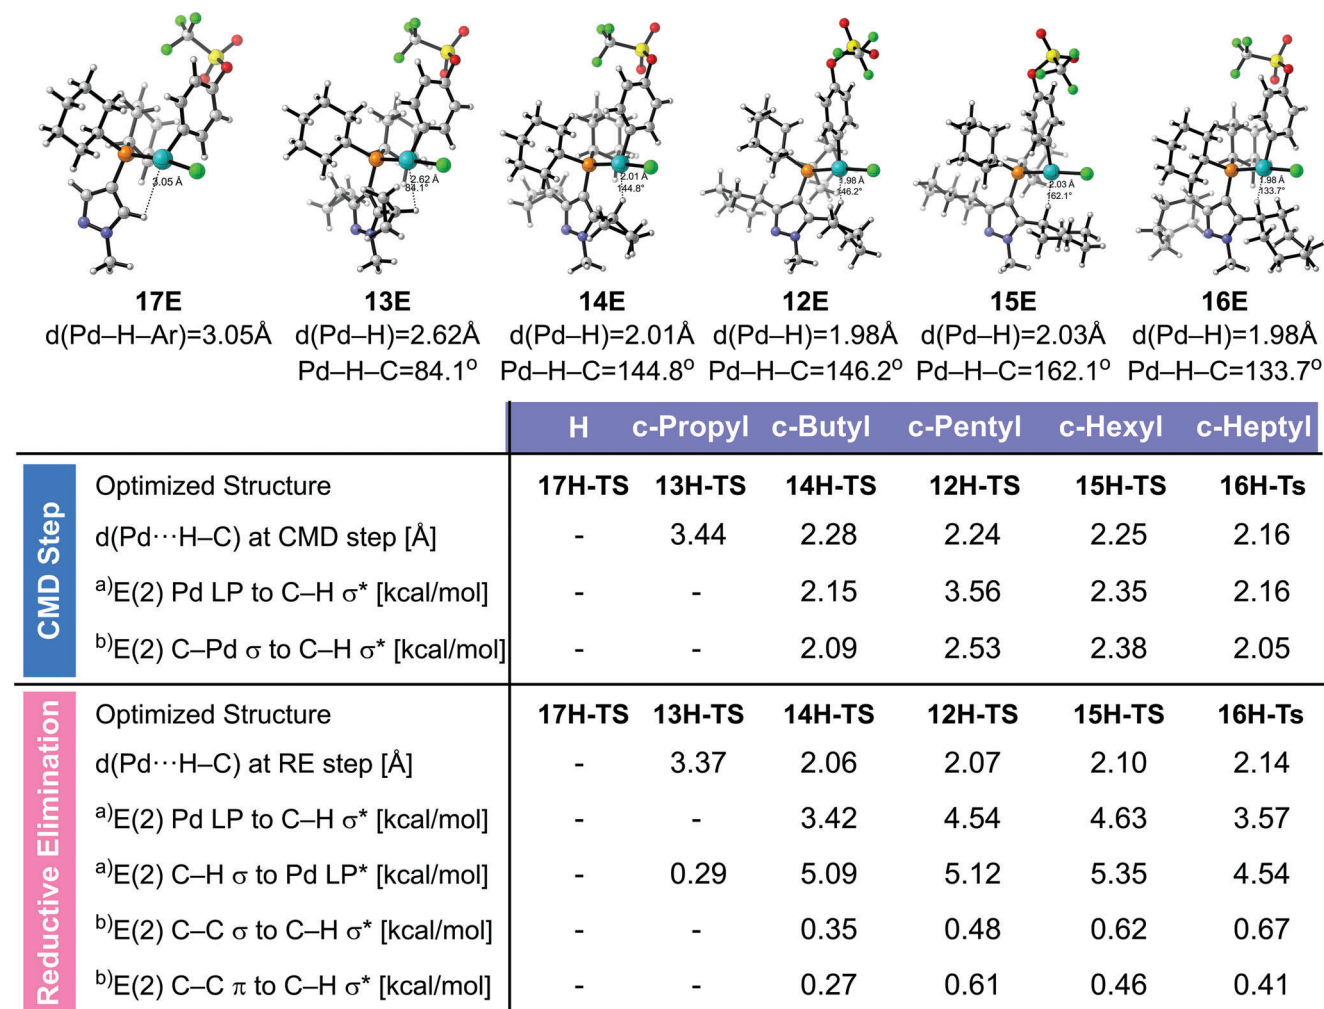 3.05 Å
2.62 Å
84.1°
2.01 Å
144.8°
1.98 Å
146.2°
2.03 Å
162.1°
1.98 Å
133.7°
17E 13E 14E 12E 15E 16E
d(Pd–H–Ar)=3.05Å d(Pd–H)=2.62Å d(Pd–H)=2.01Å d(Pd–H)=1.98Å d(Pd–H)=2.03Å d(Pd–H)=1.98Å
Pd–H–C=84.1° Pd–H–C=144.8° Pd–H–C=146.2° Pd–H–C=162.1° Pd–H–C=133.7°
H c-Propyl c-Butyl c-Pentyl c-Hexyl c-Heptyl
CMD Step
Optimized Structure 17H-TS 13H-TS 14H-TS 12H-TS 15H-TS 16H-Ts
d(Pd···H–C) at CMD step [Å] - 3.44 2.28 2.24 2.25 2.16
a)E(2) Pd LP to C–H σ* [kcal/mol] - - 2.15 3.56 2.35 2.16
b)E(2) C–Pd σ to C–H σ* [kcal/mol] - - 2.09 2.53 2.38 2.05
Reductive Elimination
Optimized Structure 17H-TS 13H-TS 14H-TS 12H-TS 15H-TS 16H-Ts
d(Pd···H–C) at RE step [Å] - 3.37 2.06 2.07 2.10 2.14
a)E(2) Pd LP to C–H σ* [kcal/mol] - - 3.42 4.54 4.63 3.57
a)E(2) C–H σ to Pd LP* [kcal/mol] - 0.29 5.09 5.12 5.35 4.54
b)E(2) C–C σ to C–H σ* [kcal/mol] - - 0.35 0.48 0.62 0.67
b)E(2) C–C π to C–H σ* [kcal/mol] - - 0.27 0.61 0.46 0.41